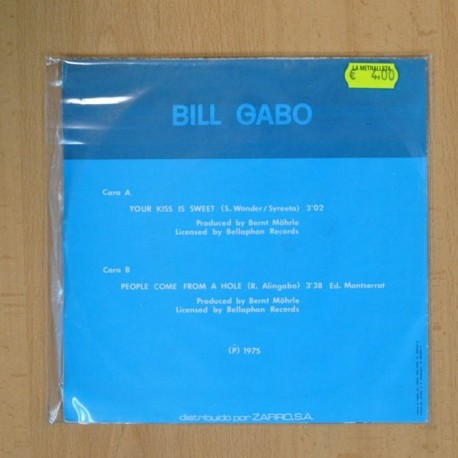 LA METRALLETA
€ 4.00
BILL GABO
Cara A
YOUR KISS IS SWEET (S. Wonder/Syreeta) 3'02
Produced by Bernt Möhrle
Licensed by Bellaphon Records
Cara B
PEOPLE COME FROM A HOLE (R. Alingabo) 3'38 Ed. Montserrat
Produced by Bernt Möhrle
Licensed by Bellaphon Records
(P) 1975
distribuido por ZAFIRO, S.A.